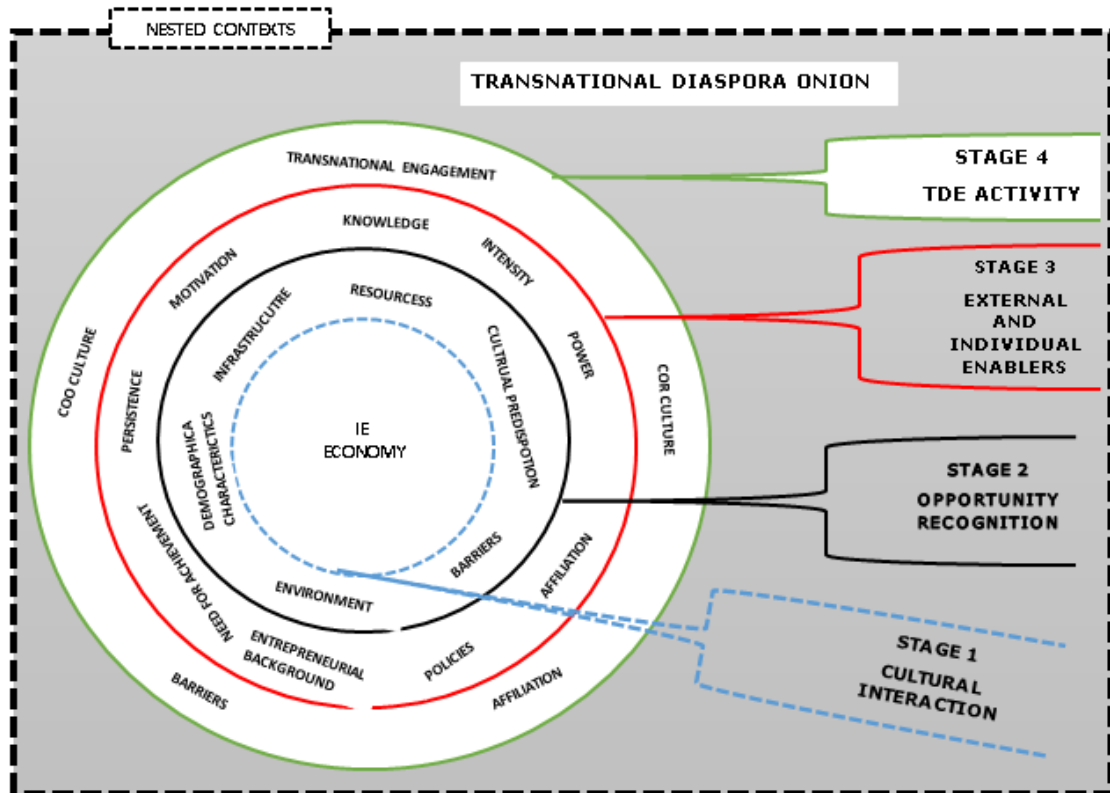 NESTED CONTEXTS
TRANSNATIONAL DIASPORA ONION
TRANSNATIONAL ENGAGEMENT
COO CULTURE
COR CULTURE
BARRIERS
AFFILIATION
KNOWLEDGE
MOTIVATION
INTENSITY
PERSISTENCE
POWER
NEED FOR ACHIEVEMENT
AFFILIATION
ENTREPRENEURIAL
BACKGROUND
POLICIES
RESOURCESS
INFRASTRUCUTRE
CULTRUAL PREDISPOTION
DEMOGRAPHICA
CHARACTERICTICS
BARRIERS
ENVIRONMENT
IE
ECONOMY
STAGE 4
TDE ACTIVITY
STAGE 3
EXTERNAL
AND
INDIVIDUAL
ENABLERS
STAGE 2
OPPORTUNITY
RECOGNITION
STAGE 1
CULTURAL
INTERACTION